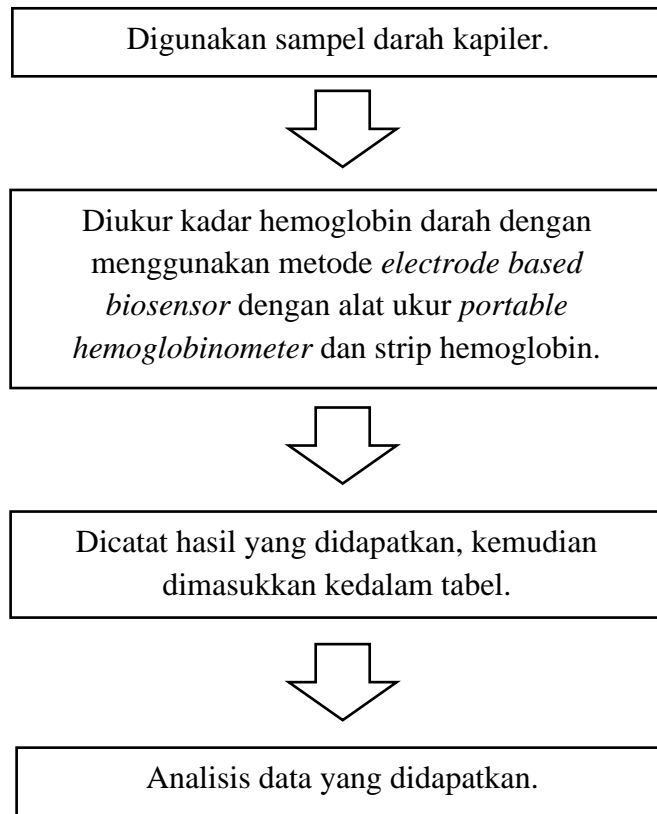 Digunakan sampel darah kapiler.
Diukur kadar hemoglobin darah dengan
menggunakan metode electrode based
biosensor dengan alat ukur portable
hemoglobinometer dan strip hemoglobin.
Dicatat hasil yang didapatkan, kemudian
dimasukkan kedalam tabel.
Analisis data yang didapatkan.